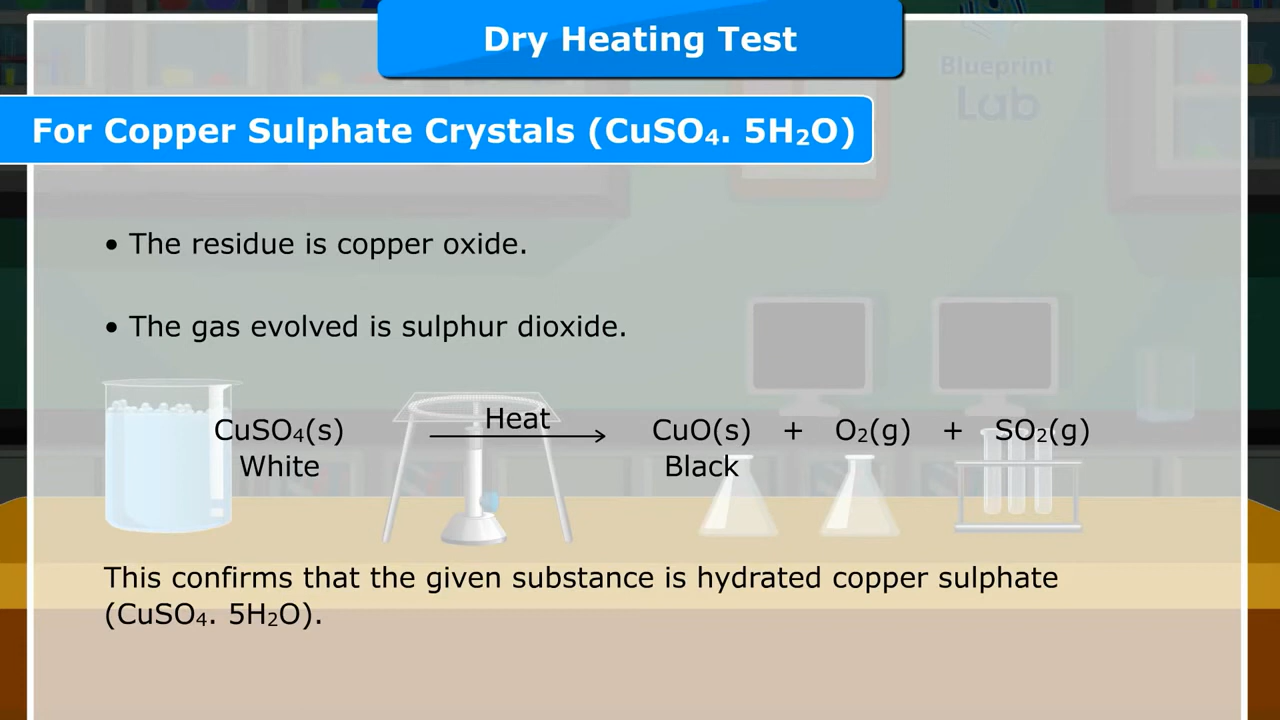 Dry Heating Test
Blueprint
Lab
For Copper Sulphate Crystals (CuSO₄. 5H₂O)
• The residue is copper oxide.
• The gas evolved is sulphur dioxide.
CuSO₄(s) Heat CuO(s) + O₂(g) + SO₂(g)
White Black
This confirms that the given substance is hydrated copper sulphate
(CuSO₄. 5H₂O).